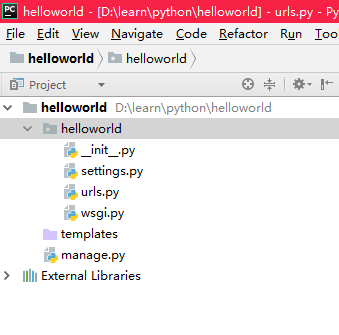 PC helloworld - [D:\learn\python\helloworld] - urls.py - Py
File Edit View Navigate Code Refactor Run Too
helloworld helloworld
Project
helloworld D:\learn\python\helloworld
helloworld
__init__.py
settings.py
urls.py
wsgi.py
templates
manage.py
External Libraries